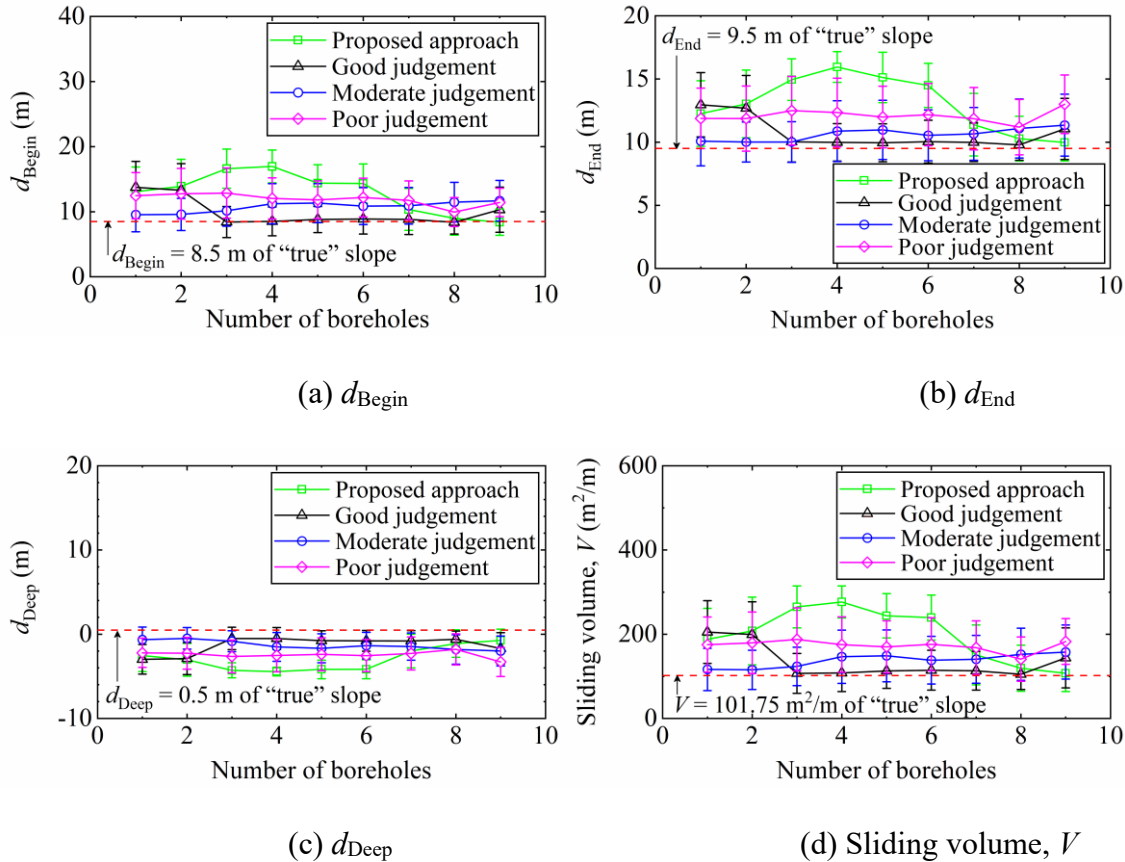 40
30
20
10
0
0 2 4 6 8 10
d_Begin (m)
Number of boreholes
Proposed approach
Good judgement
Moderate judgement
Poor judgement
d_Begin = 8.5 m of “true” slope
(a) d_Begin
20
15
10
5
0
0 2 4 6 8 10
d_End (m)
Number of boreholes
d_End = 9.5 m of “true” slope
Proposed approach
Good judgement
Moderate judgement
Poor judgement
(b) d_End
20
10
0
-10
0 2 4 6 8 10
d_Deep (m)
Number of boreholes
Proposed approach
Good judgement
Moderate judgement
Poor judgement
d_Deep = 0.5 m of “true” slope
(c) d_Deep
600
400
200
0
0 2 4 6 8 10
Sliding volume, V (m²/m)
Number of boreholes
Proposed approach
Good judgement
Moderate judgement
Poor judgement
V = 101.75 m²/m of “true” slope
(d) Sliding volume, V